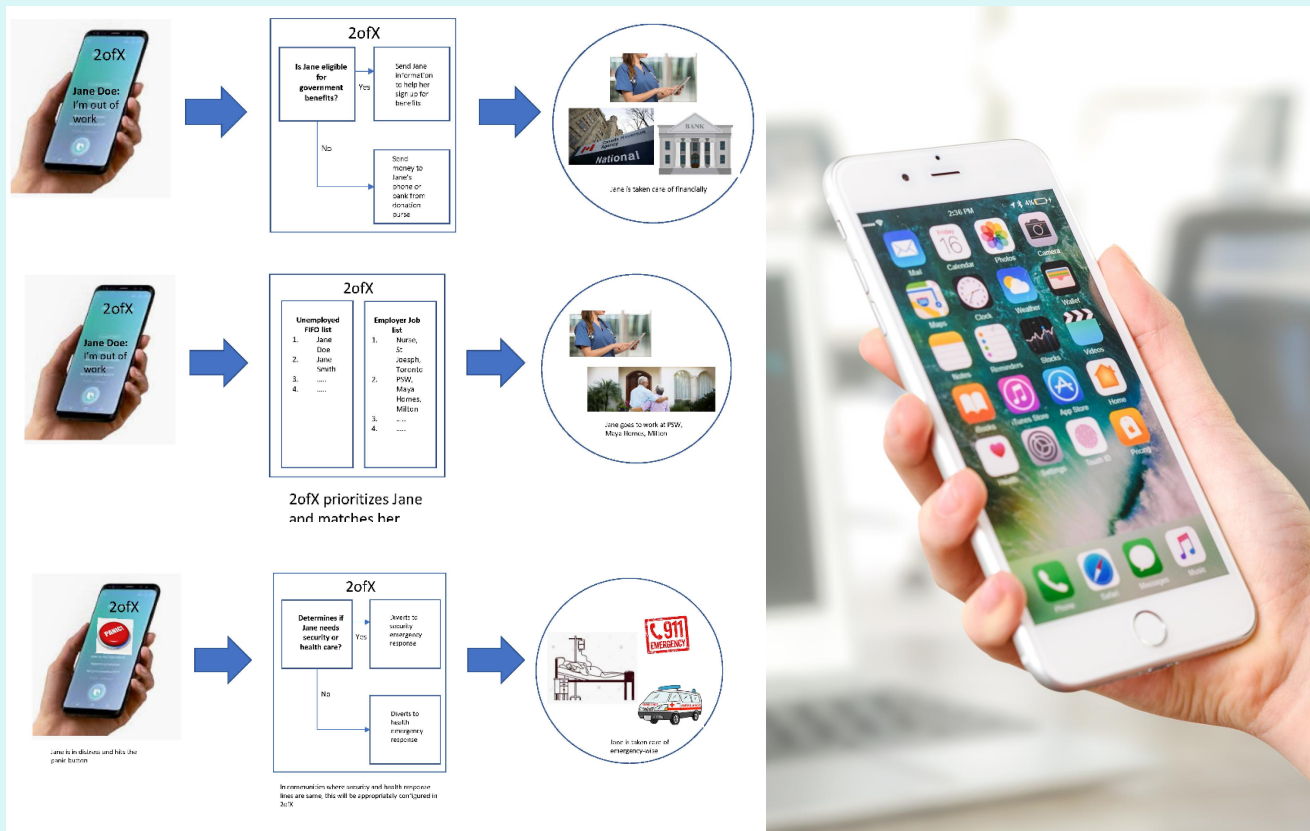 2ofX
Jane Doe:
I'm out of
work
2ofX
Is Jane eligible
for
government
benefits?
Yes
Send Jane
information
to help her
sign up for
benefits
No
Send
money to
Jane's
phone or
bank from
donation
purse
National
BANK
Jane is taken care of financially
2ofX
Jane Doe:
I'm out of
work
2ofX
Unemployed
FIFO list
1. Jane
Doe
2. Jane
Smith
3. .....
4. .....
Employer Job
list
1. Nurse,
St
Joesph,
Toronto
2. PSW,
Maya
Homes,
Milton
3.
.....
4. .....
Jane goes to work at PSW,
Maya Homes, Milton
2ofX prioritizes Jane
and matches her
2ofX
PANIC!
Jane is in distress and hits the
panic button
2ofX
Determines if
Jane needs
security or
health care?
Yes
Diverts to
security
emergency
response
No
Diverts to
health
emergency
response
In communities where security and health response
lines are same, this will be appropriately configured in
2ofX
911
EMERGENCY
Jane is taken care of
emergency-wise
2:36 PM
4%
Friday
16
Mail
Calendar
Photos
Camera
Maps
Clock
Weather
Wallet
Notes
Reminders
Stocks
Videos
iBooks
iTunes Store
App Store
Home
Health
Settings
Touch ID
Phone
Safari
Messages
Music